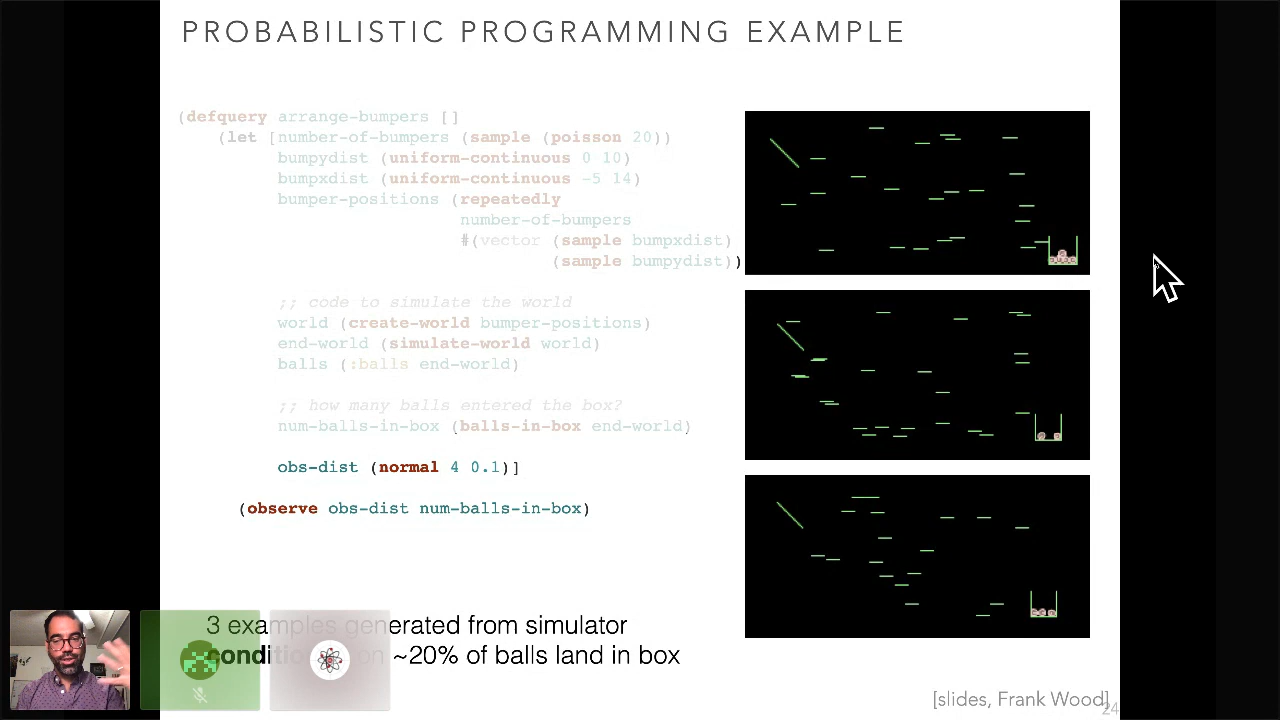 PROBABILISTIC PROGRAMMING EXAMPLE
(defquery arrange-bumpers []
(let [number-of-bumpers (sample (poisson 20))
bumpydist (uniform-continuous 0 10)
bumpxdist (uniform-continuous -5 14)
bumper-positions (repeatedly
number-of-bumpers
#(vector (sample bumpxdist)
(sample bumpydist))
;; code to simulate the world
world (create-world bumper-positions)
end-world (simulate-world world)
balls (:balls end-world)
;; how many balls entered the box?
num-balls-in-box (balls-in-box end-world)
obs-dist (normal 4 0.1)]
(observe obs-dist num-balls-in-box)
3 examples generated from simulator
~20% of balls land in box
[slides, Frank Wood]
24